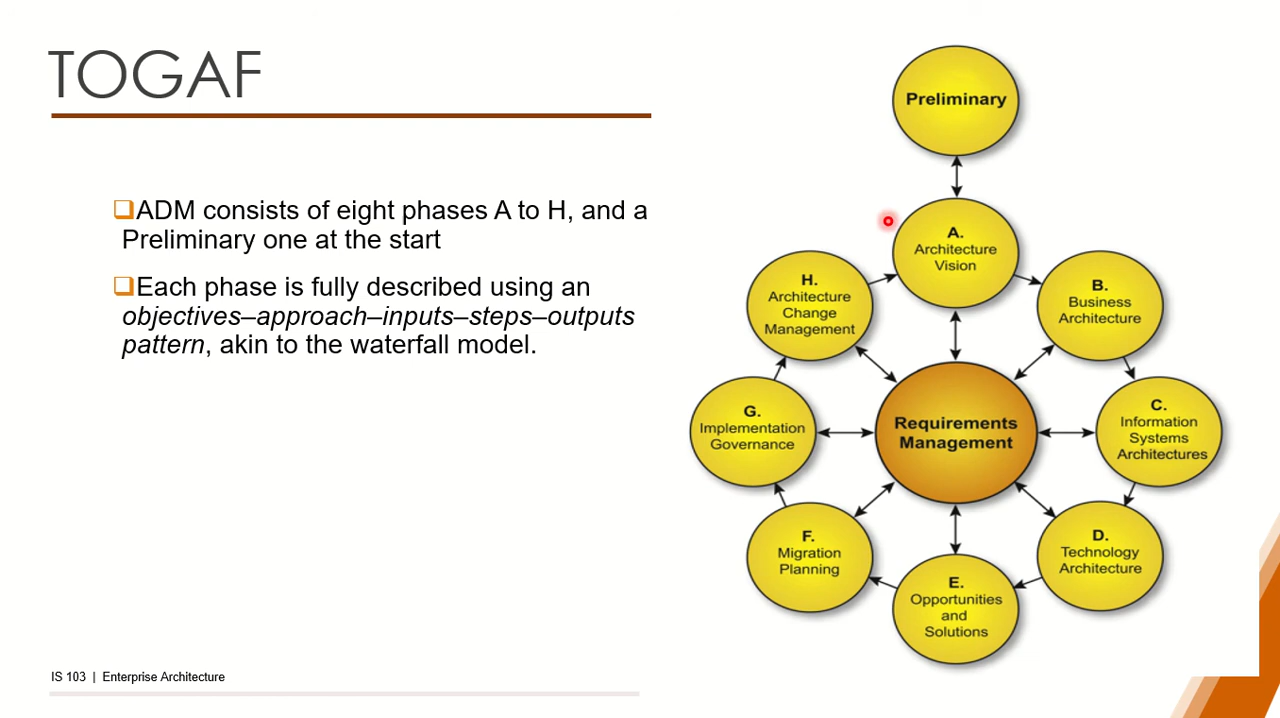 TOGAF
ADM consists of eight phases A to H, and a
Preliminary one at the start
Each phase is fully described using an
objectives–approach–inputs–steps–outputs
pattern, akin to the waterfall model.
Preliminary
A.
Architecture
Vision
B.
Business
Architecture
C.
Information
Systems
Architectures
D.
Technology
Architecture
E.
Opportunities
and
Solutions
F.
Migration
Planning
G.
Implementation
Governance
H.
Architecture
Change
Management
Requirements
Management
IS 103 | Enterprise Architecture